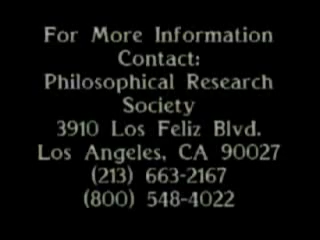 For More Information
Contact:
Philosophical Research
Society
3910 Los Feliz Blvd.
Los Angeles, CA 90027
(213) 663-2167
(800) 548-4022